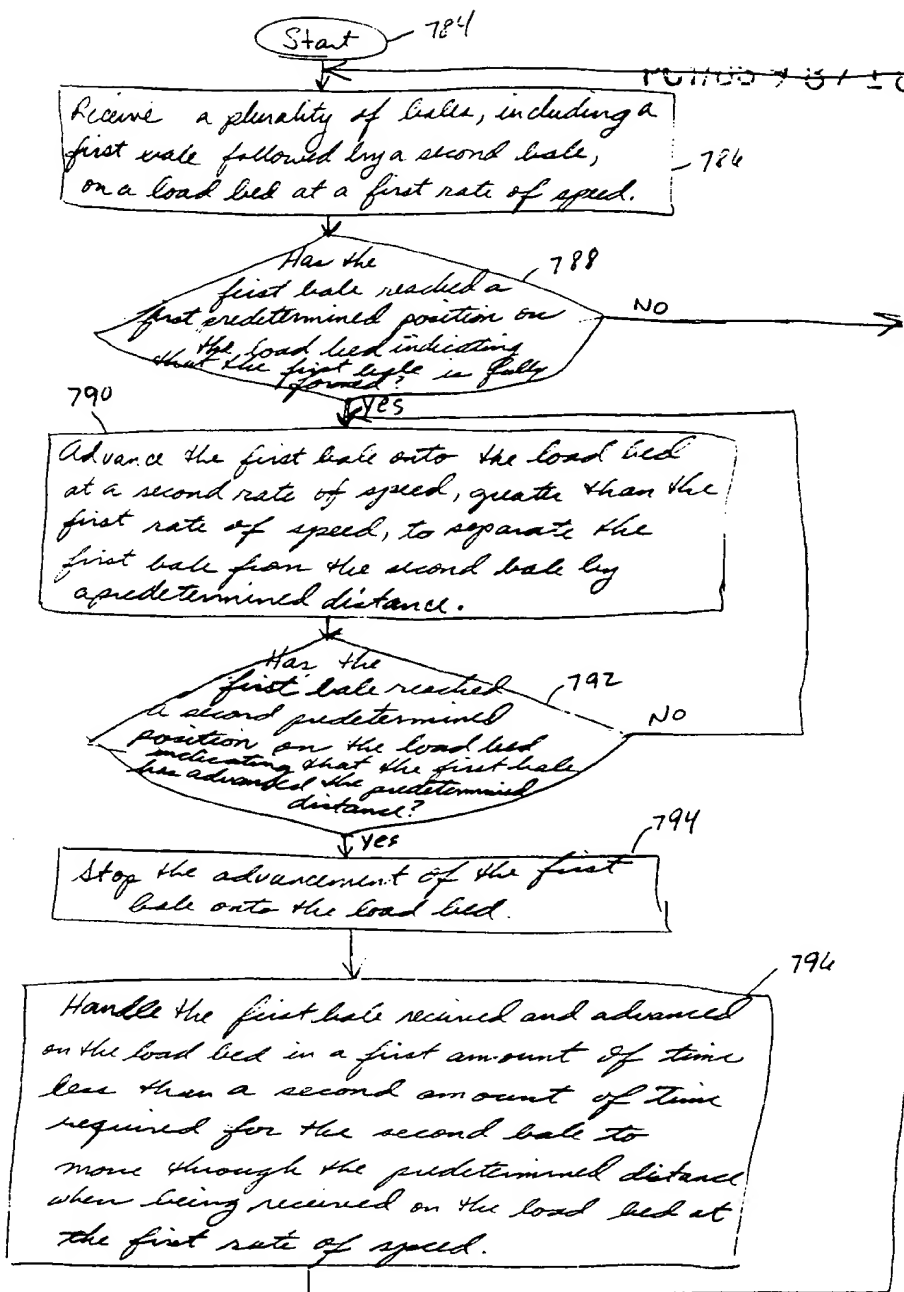 Start
784
Receive a plurality of bales, including a
first bale followed by a second bale,
on a load bed at a first rate of speed.
786
Has the
first bale reached a
first predetermined position on
the load bed indicating
that the first bale is fully
formed?
788
NO
yes
790
Advance the first bale onto the load bed
at a second rate of speed, greater than the
first rate of speed, to separate the
first bale from the second bale by
a predetermined distance.
Has the
first bale reached
a second predetermined
position on the load bed
indicating that the first bale
has advanced the predetermined
distance?
792
NO
yes
794
Stop the advancement of the first
bale onto the load bed.
796
Handle the first bale received and advanced
on the load bed in a first amount of time
less than a second amount of time
required for the second bale to
move through the predetermined distance
when being received on the load bed at
the first rate of speed.